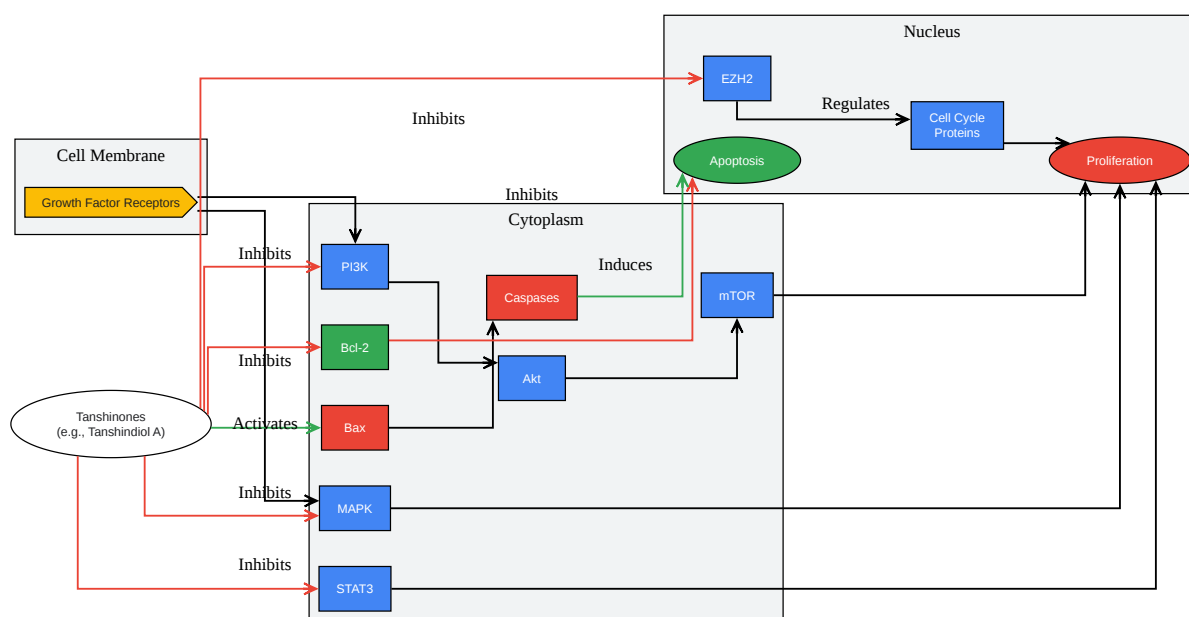 Nucleus
EZH2
Regulates
Cell Cycle
Proteins
Inhibits
Cell Membrane
Apoptosis
Proliferation
Growth Factor Receptors
Inhibits
Cytoplasm
Inhibits
PI3K
Induces
Caspases
mTOR
Bcl-2
Inhibits
Akt
Tanshinones
(e.g., Tanshindiol A)
Activates
Bax
Inhibits
MAPK
Inhibits
STAT3